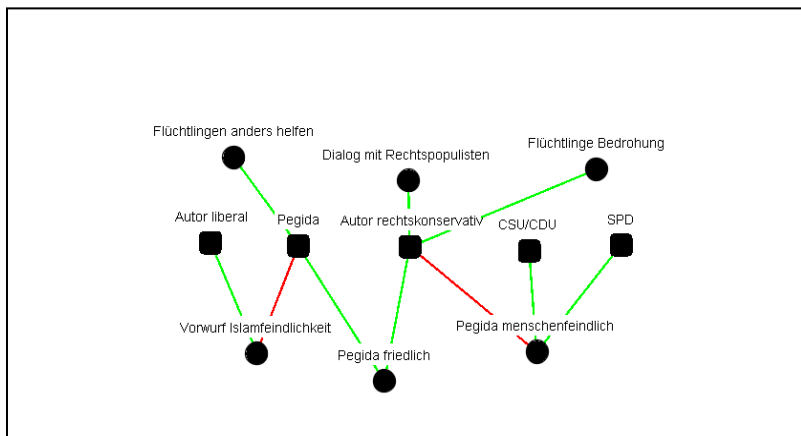 Flüchtlingen anders helfen
Dialog mit Rechtspopulisten
Flüchtlinge Bedrohung
Autor liberal
Pegida
Autor rechtskonservativ
CSU/CDU
SPD
Vorwurf Islamfeindlichkeit
Pegida friedlich
Pegida menschenfeindlich